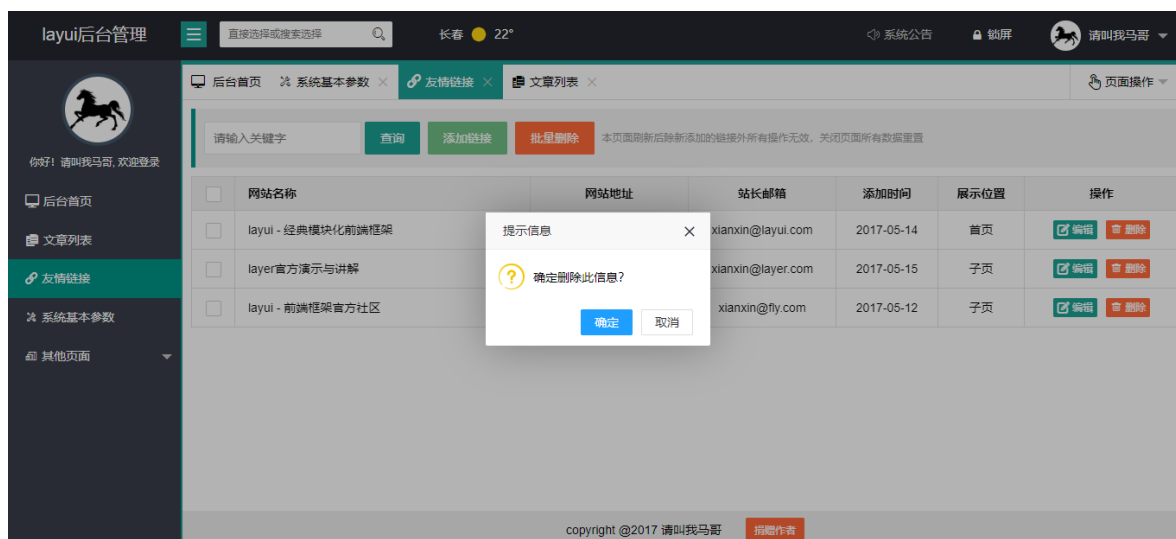 layui后台管理
直接选择或搜索选择
长春 22°
系统公告
锁屏
请叫我马哥
后台首页
系统基本参数
友情链接
文章列表
页面操作
你好！请叫我马哥, 欢迎登录
后台首页
文章列表
友情链接
系统基本参数
其他页面
请输入关键字
查询
添加链接
批量删除
本页面刷新后除新添加的链接外所有操作无效，关闭页面所有数据重置
网站名称 网站地址 站长邮箱 添加时间 展示位置 操作
layui - 经典模块化前端框架 xianxin@layui.com 2017-05-14 首页 编辑 删除
layer官方演示与讲解 xianxin@layer.com 2017-05-15 子页 编辑 删除
layui - 前端框架官方社区 xianxin@fly.com 2017-05-12 子页 编辑 删除
提示信息
确定删除此信息？
确定 取消
copyright @2017 请叫我马哥 捐赠作者